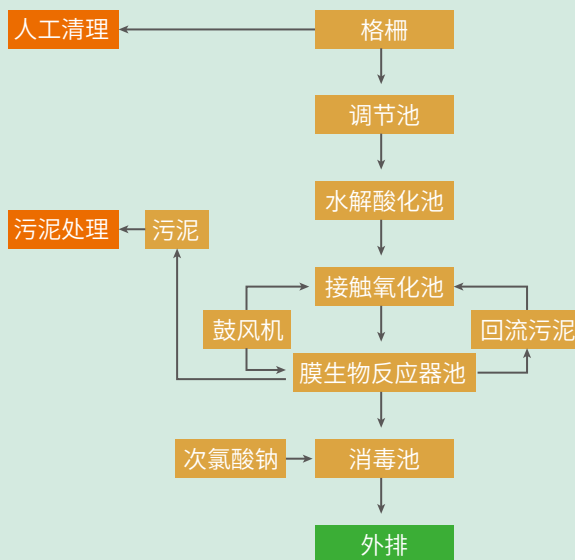 人工清理
格栅
调节池
水解酸化池
污泥处理
污泥
接触氧化池
鼓风机
回流污泥
膜生物反应器池
次氯酸钠
消毒池
外排